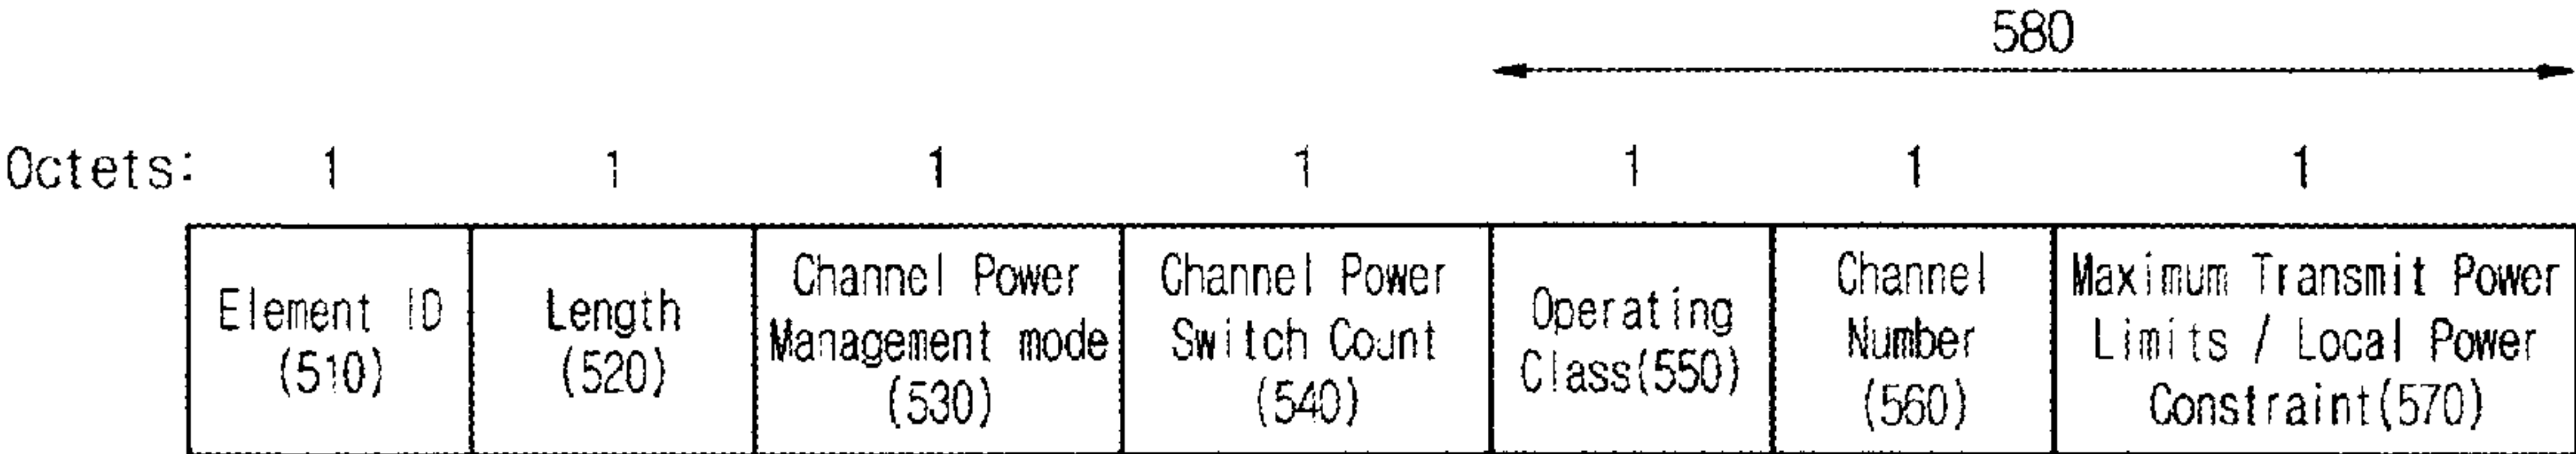 580
Octets: 1 1 1 1 1 1 1
Element ID
(510)
Length
(520)
Channel Power
Management mode
(530)
Channel Power
Switch Count
(540)
Operating
Class(550)
Channel
Number
(560)
Maximum Transmit Power
Limits / Local Power
Constraint(570)